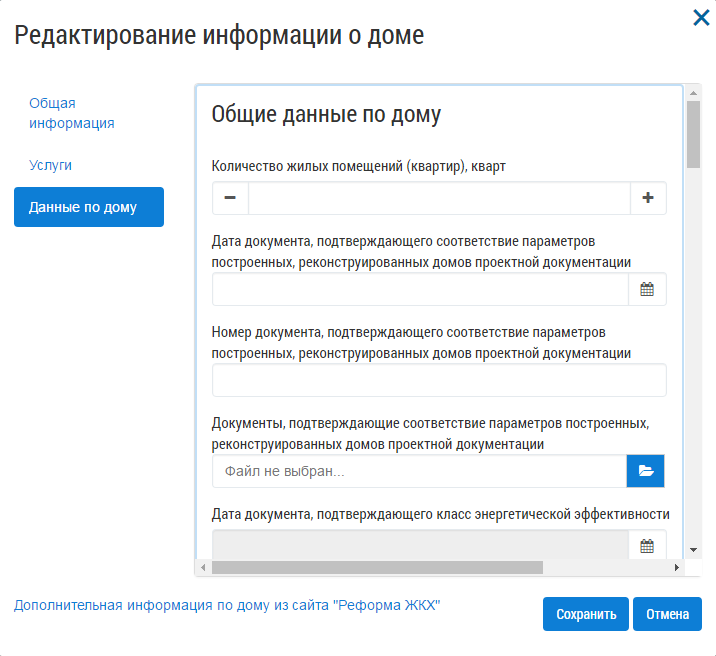 Редактирование информации о доме
Общая
информация
Услуги
Данные по дому
Общие данные по дому
Количество жилых помещений (квартир), кварт
Дата документа, подтверждающего соответствие параметров
построенных, реконструированных домов проектной документации
Номер документа, подтверждающего соответствие параметров
построенных, реконструированных домов проектной документации
Документы, подтверждающие соответствие параметров построенных,
реконструированных домов проектной документации
Файл не выбран...
Дата документа, подтверждающего класс энергетической эффективности
Дополнительная информация по дому из сайта "Реформа ЖКХ"
Сохранить
Отмена